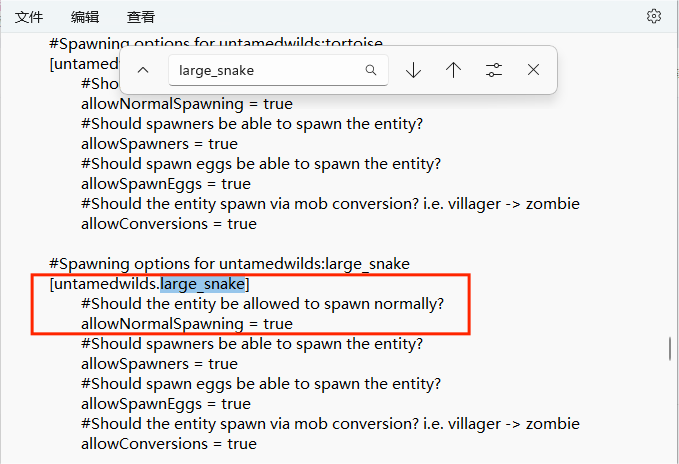 文件 编辑 查看
#Spawning options for untamedwilds:tortoise
[untamed
large_snake
#Sh
allowNormalSpawning = true
#Should spawners be able to spawn the entity?
allowSpawners = true
#Should spawn eggs be able to spawn the entity?
allowSpawnEggs = true
#Should the entity spawn via mob conversion? i.e. villager -> zombie
allowConversions = true
#Spawning options for untamedwilds:large_snake
[untamedwilds.large_snake]
#Should the entity be allowed to spawn normally?
allowNormalSpawning = true
#Should spawners be able to spawn the entity?
allowSpawners = true
#Should spawn eggs be able to spawn the entity?
allowSpawnEggs = true
#Should the entity spawn via mob conversion? i.e. villager -> zombie
allowConversions = true